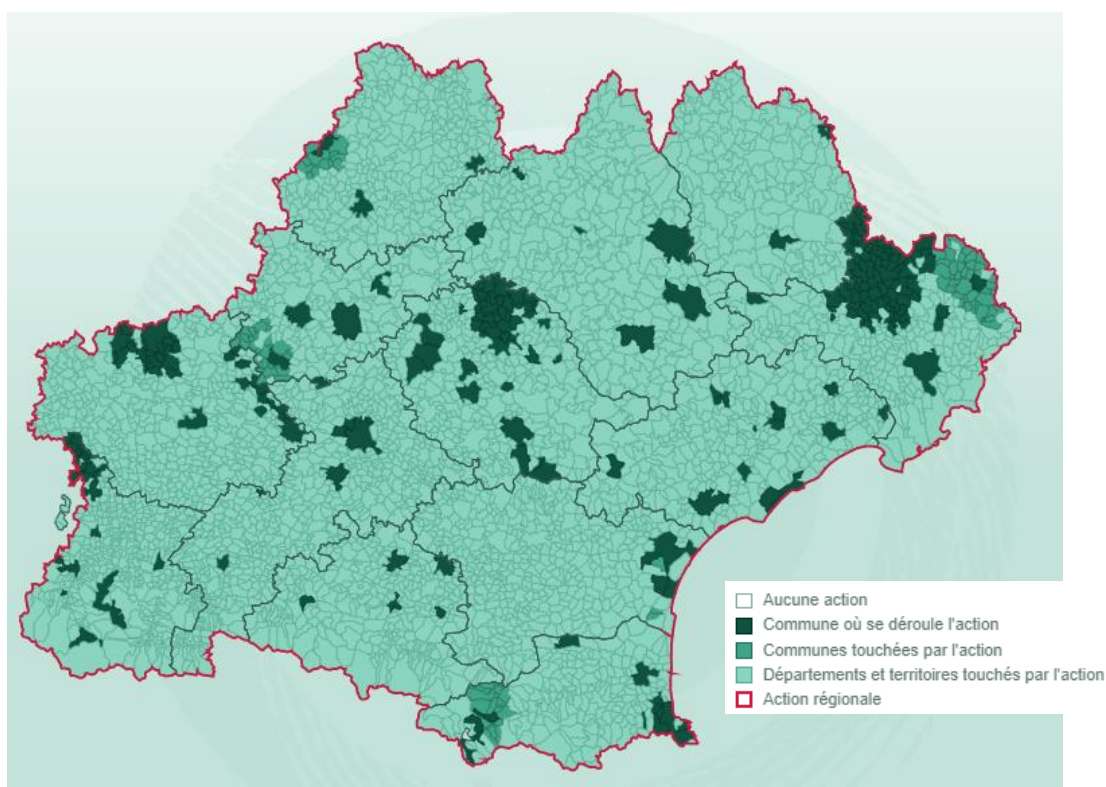 Aucune action
Commune où se déroule l'action
Communes touchées par l'action
Départements et territoires touchés par l'action
Action régionale